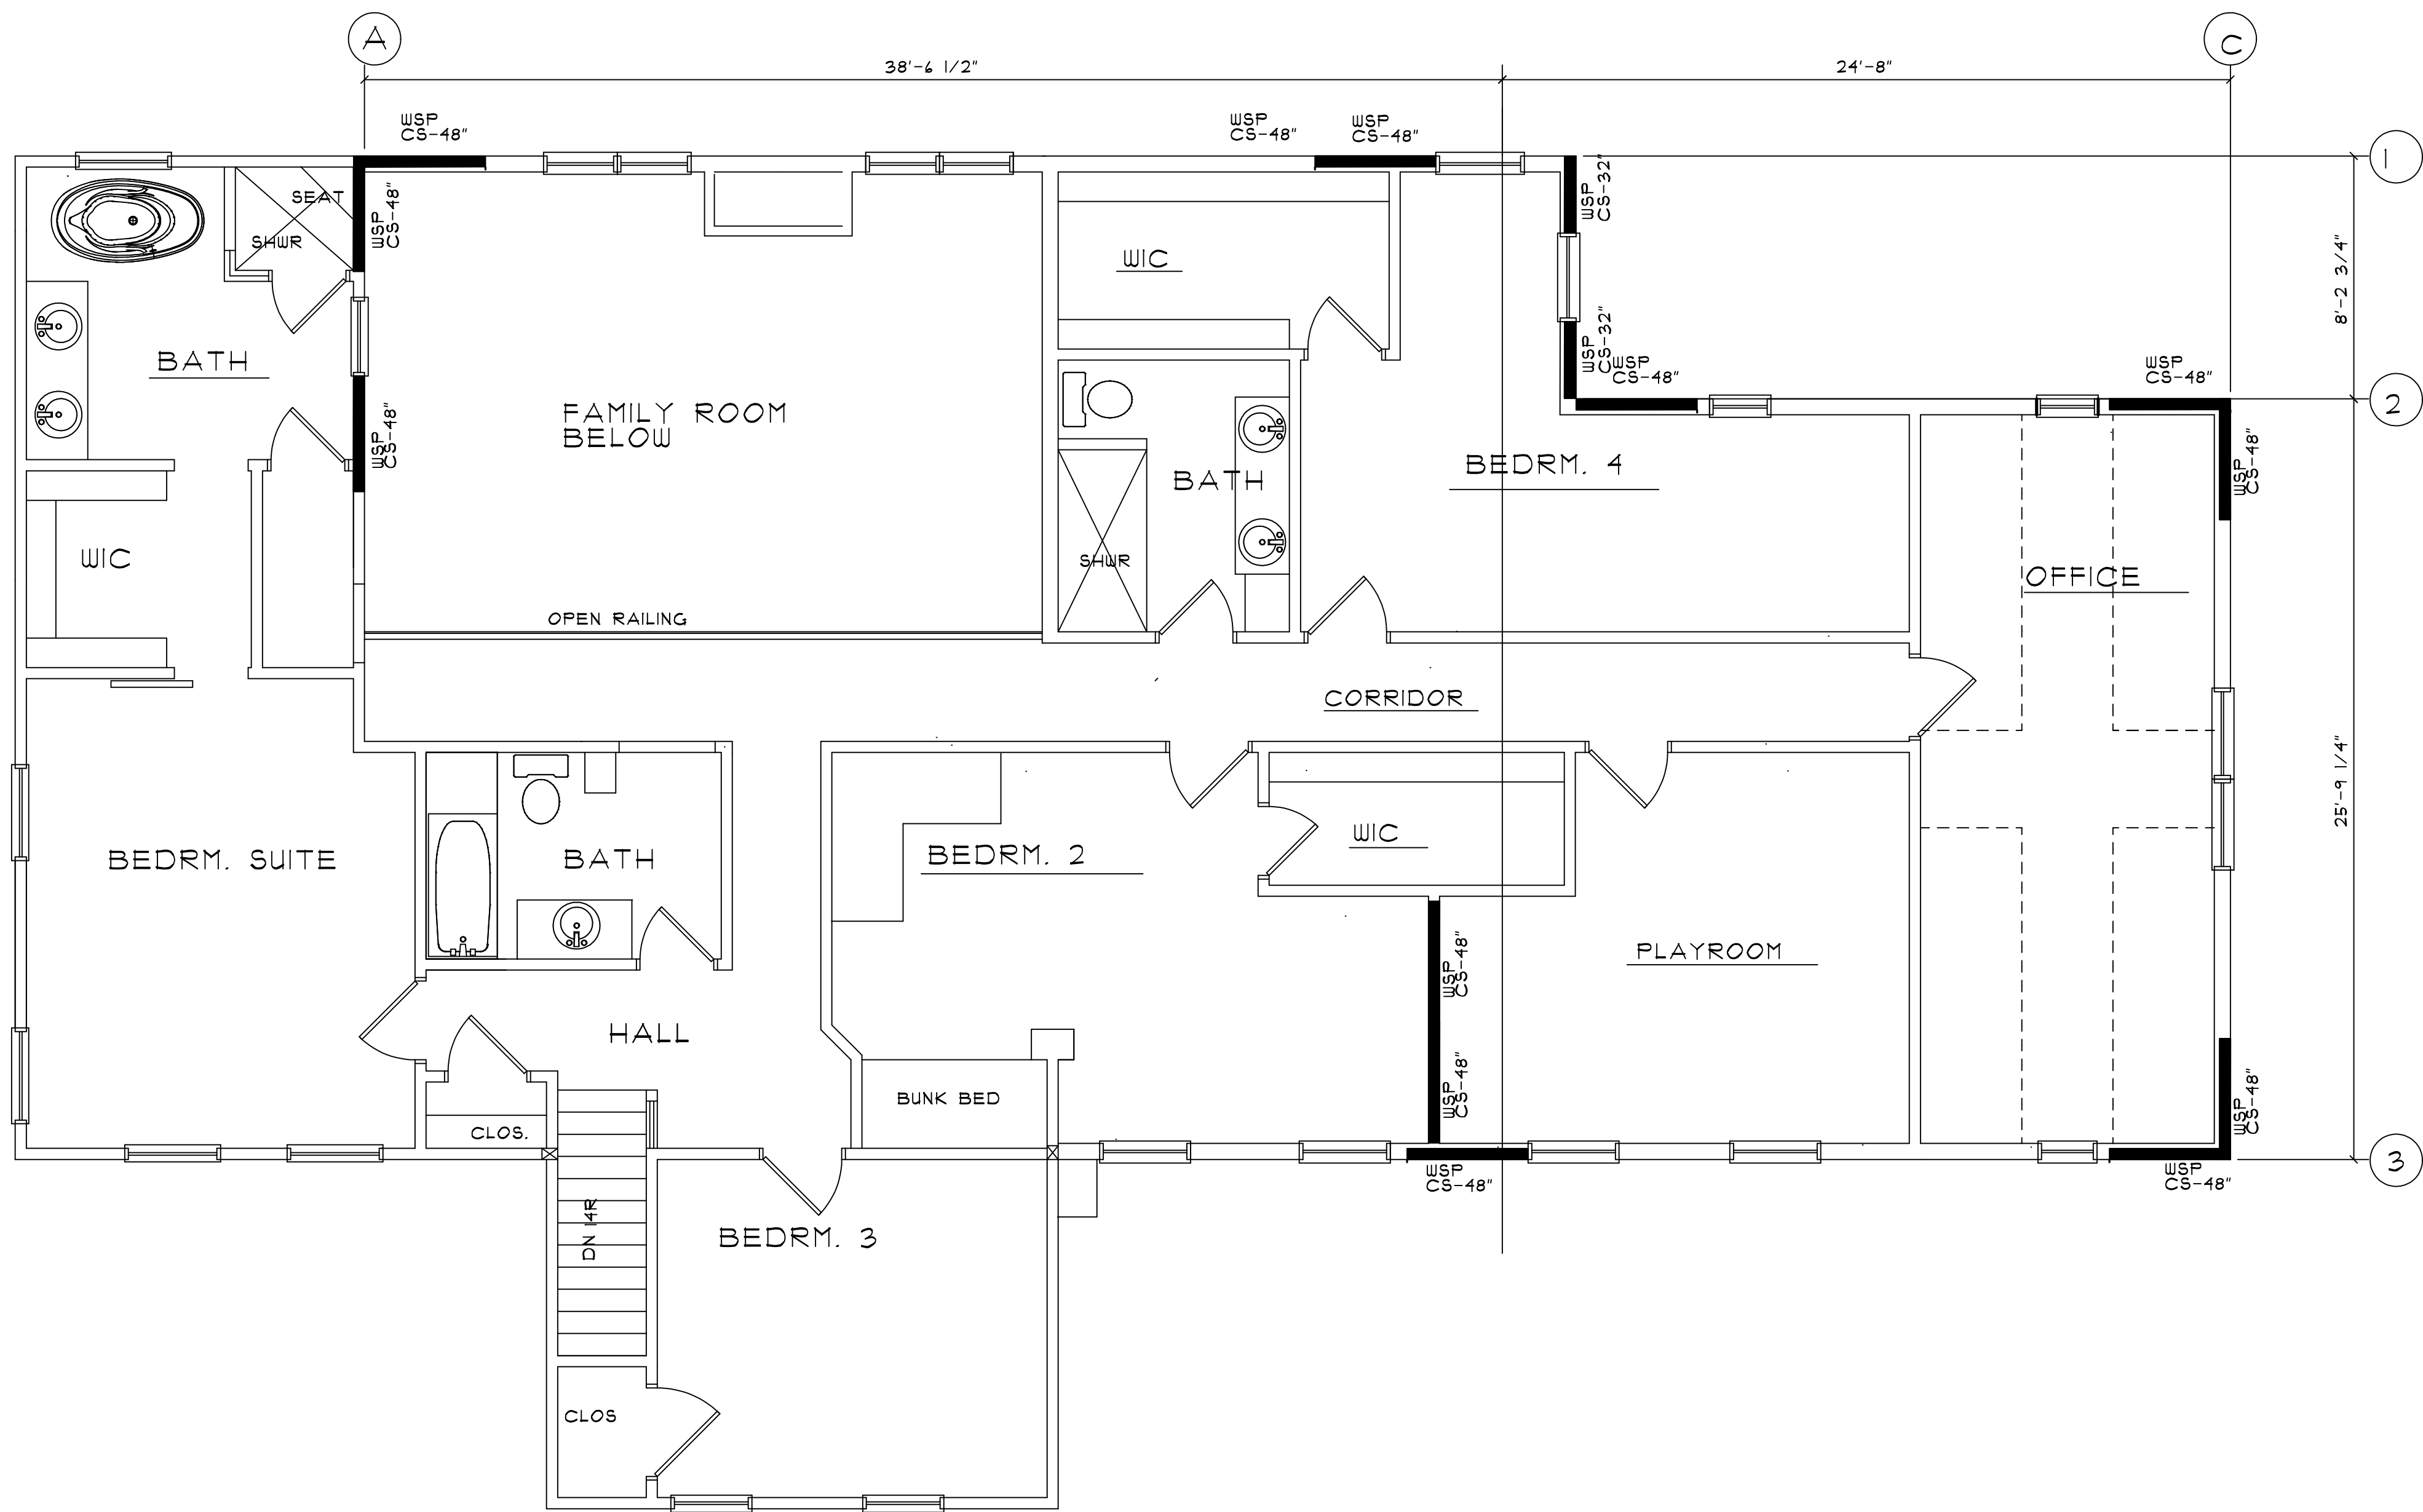 A
C
38'-6 1/2"
24'-8"
WSP
CS-48"
WSP
CS-48"
WSP
CS-48"
1
SEAT
SHWR
WSP
CS-48"
WSP
CS-32"
8'-2 3/4"
WIC
BATH
WSP
CS-32"
WSP
CS-48"
WSP
CS-48"
2
FAMILY ROOM
BELOW
WSP
CS-48"
BATH
BEDRM. 4
WSP
CS-48"
WIC
SHWR
OFFICE
OPEN RAILING
CORRIDOR
25'-9 1/4"
BEDRM. SUITE
BATH
BEDRM. 2
WIC
PLAYROOM
WSP
CS-48"
HALL
WSP
CS-48"
BUNK BED
WSP
CS-48"
CLOS.
WSP
CS-48"
WSP
CS-48"
3
DN 14R
BEDRM. 3
CLOS